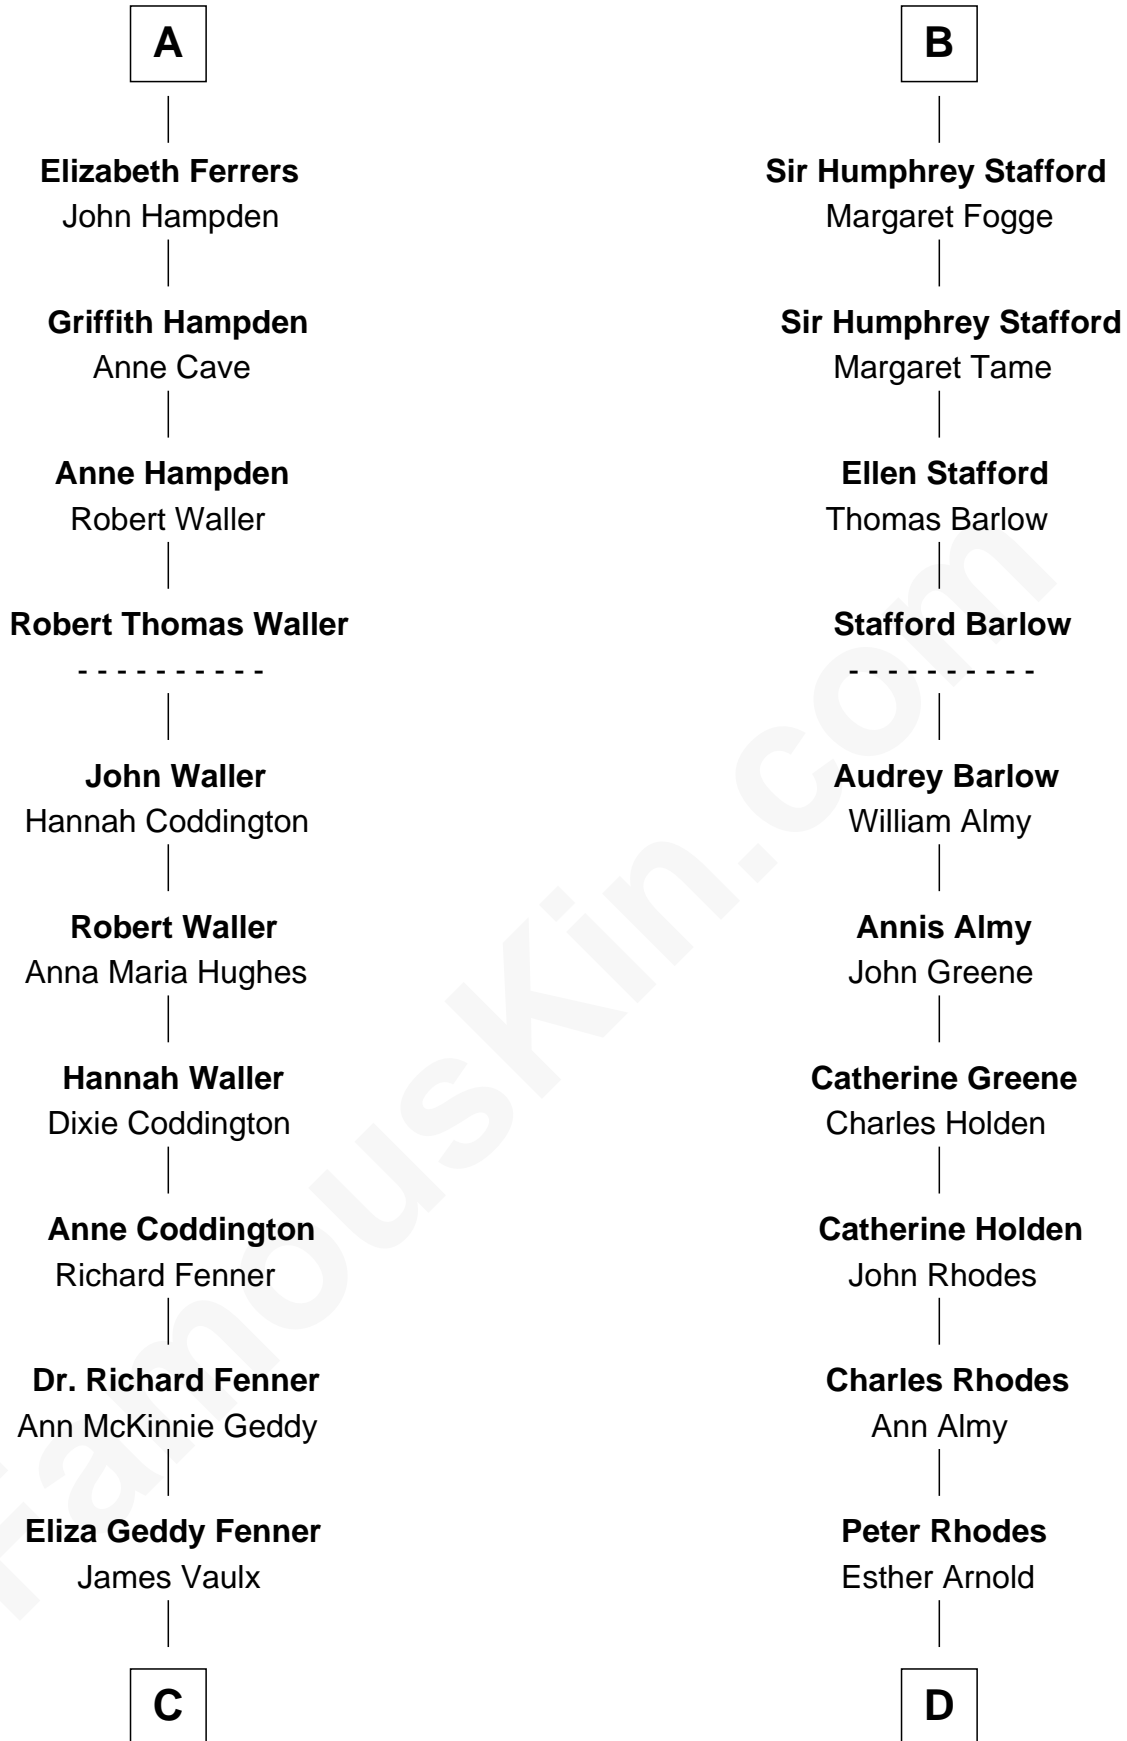 A
Elizabeth Ferrers
John Hampden
Griffith Hampden
Anne Cave
Anne Hampden
Robert Waller
Robert Thomas Waller
- - - - - - - - - -
John Waller
Hannah Coddington
Robert Waller
Anna Maria Hughes
Hannah Waller
Dixie Coddington
Anne Coddington
Richard Fenner
Dr. Richard Fenner
Ann McKinnie Geddy
Eliza Geddy Fenner
James Vaulx
C
B
Sir Humphrey Stafford
Margaret Fogge
Sir Humphrey Stafford
Margaret Tame
Ellen Stafford
Thomas Barlow
Stafford Barlow
- - - - - - - - - -
Audrey Barlow
William Almy
Annis Almy
John Greene
Catherine Greene
Charles Holden
Catherine Holden
John Rhodes
Charles Rhodes
Ann Almy
Peter Rhodes
Esther Arnold
D
FamousKin.com